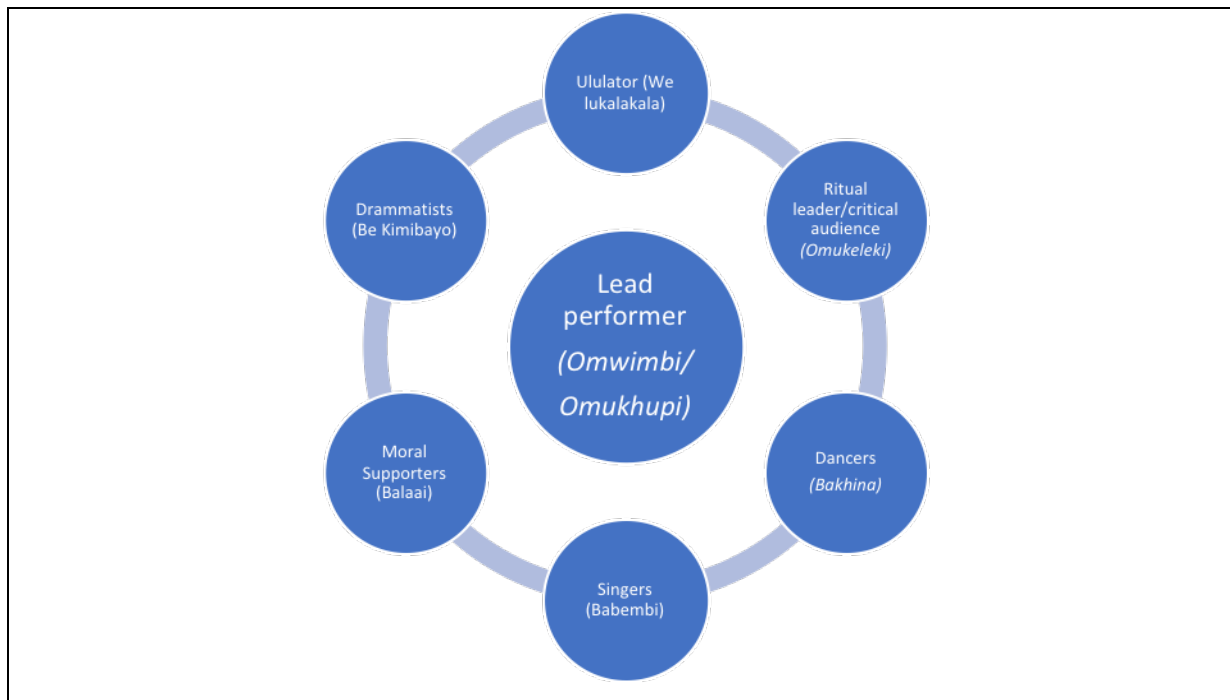 Ululator (We
lukalakala)
Ritual
leader/critical
audience
(Omukeleki)
Dancers
(Bakhina)
Singers
(Babembi)
Moral
Supporters
(Balaai)
Drammatists
(Be Kimibayo)
Lead
performer
(Omwimbi/
Omukhupi)